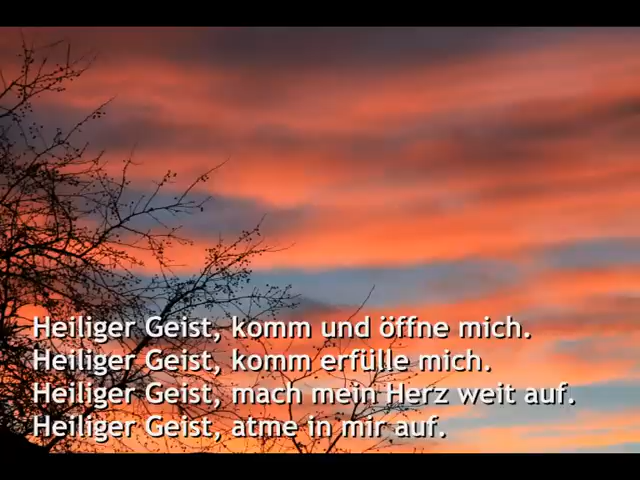 Heiliger Geist, komm und öffne mich.
Heiliger Geist, komm erfülle mich.
Heiliger Geist, mach mein Herz weit auf.
Heiliger Geist, atme in mir auf.